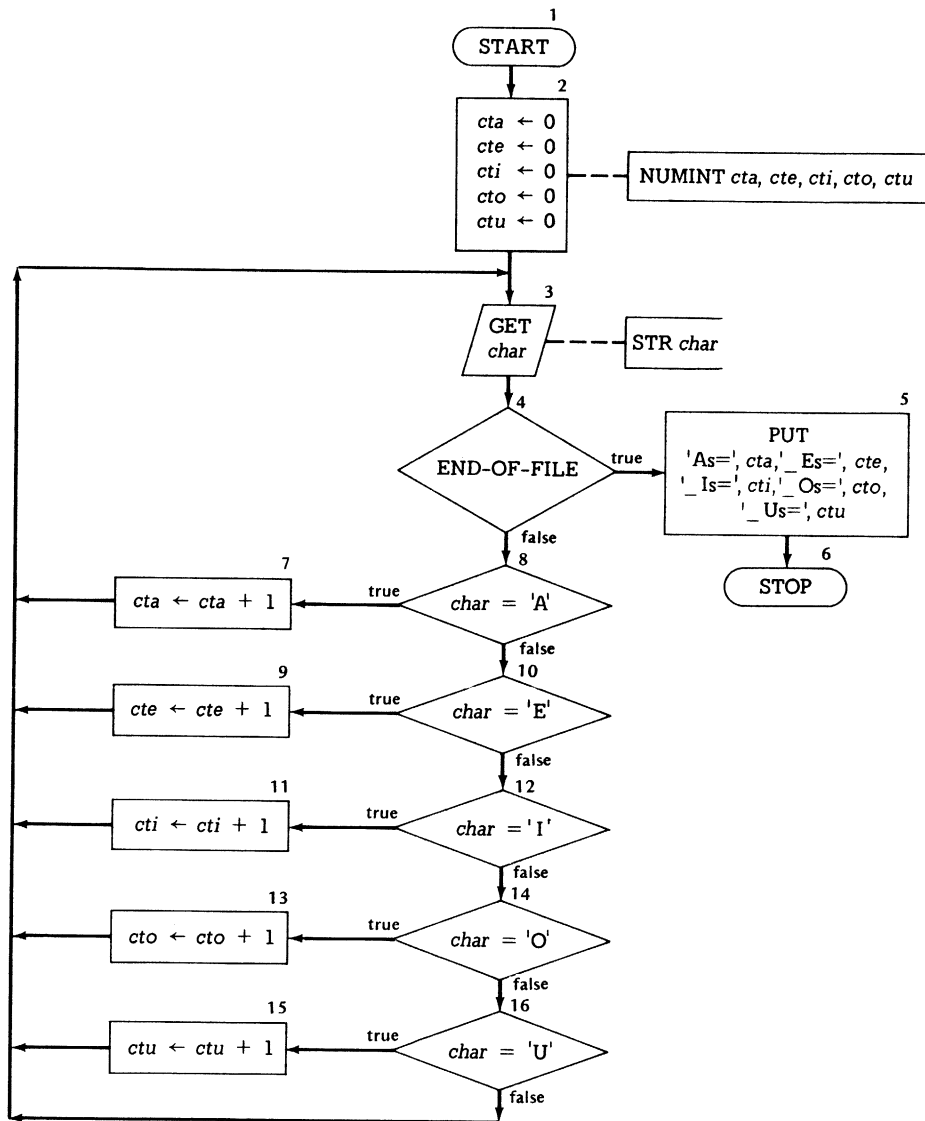 1
START
2
cta ← 0
cte ← 0
cti ← 0
cto ← 0
ctu ← 0
NUMINT cta, cte, cti, cto, ctu
3
GET
char
STR char
4
END-OF-FILE
true
false
5
PUT
'As=', cta,'_ Es=', cte,
'_ Is=', cti,'_ Os=', cto,
'_ Us=', ctu
6
STOP
7
cta ← cta + 1
true
8
char = 'A'
false
9
cte ← cte + 1
true
10
char = 'E'
false
11
cti ← cti + 1
true
12
char = 'I'
false
13
cto ← cto + 1
true
14
char = 'O'
false
15
ctu ← ctu + 1
true
16
char = 'U'
false